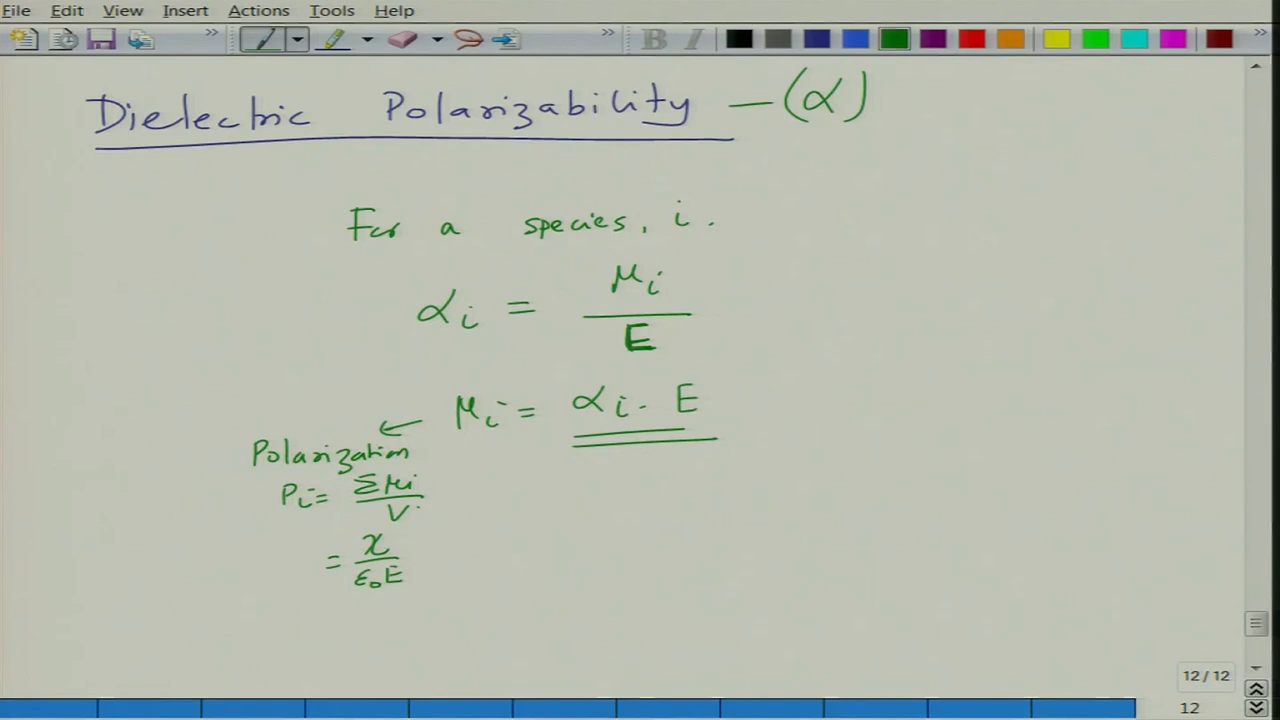 File Edit View Insert Actions Tools Help
B I
Dielectric Polarizability — (α)
For a species, i.
αi = μi / E
μi = αi . E
←
Polarization
Pi = Σμi / V
= χ / ε₀E
12 / 12
12